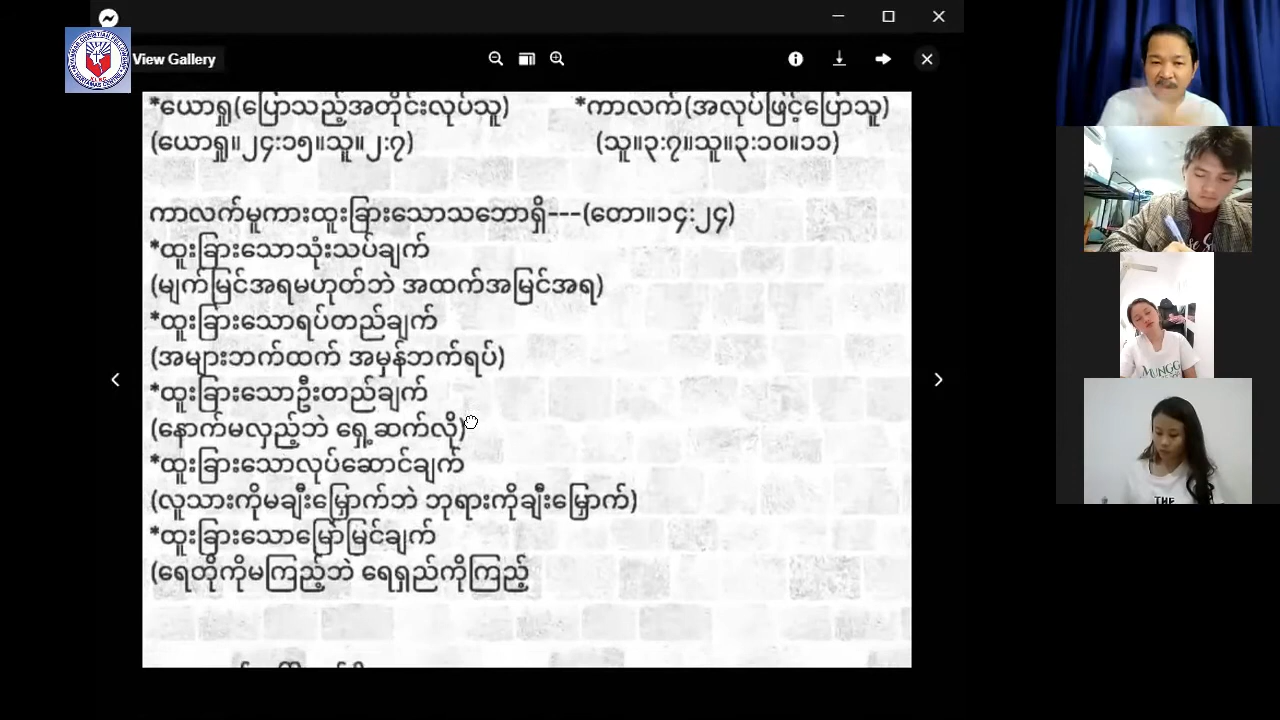 View Gallery
*ယောရှု(ပြောသည့်အတိုင်းလုပ်သူ) *ကာလက်(အလုပ်ဖြင့်ပြောသူ)
(ယောရှု။၂၄:၁၅။သူ။၂:၇) (သူ။၃:၇။သူ။၃:၁၀။၁၁)
ကာလက်မူကားထူးခြားသောသဘောရှိ---(တော။၁၄:၂၄)
*ထူးခြားသောသုံးသပ်ချက်
(မျက်မြင်အရမဟုတ်ဘဲ အထက်အမြင်အရ)
*ထူးခြားသောရပ်တည်ချက်
(အများဘက်ထက် အမှန်ဘက်ရပ်)
*ထူးခြားသောဦးတည်ချက်
(နောက်မလှည့်ဘဲ ရှေ့ဆက်လို)
*ထူးခြားသောလုပ်ဆောင်ချက်
(လူသားကိုမချီးမြှောက်ဘဲ ဘုရားကိုချီးမြှောက်)
*ထူးခြားသောမြော်မြင်ချက်
(ရေတိုကိုမကြည့်ဘဲ ရေရှည်ကိုကြည့်
MUNGG
THE